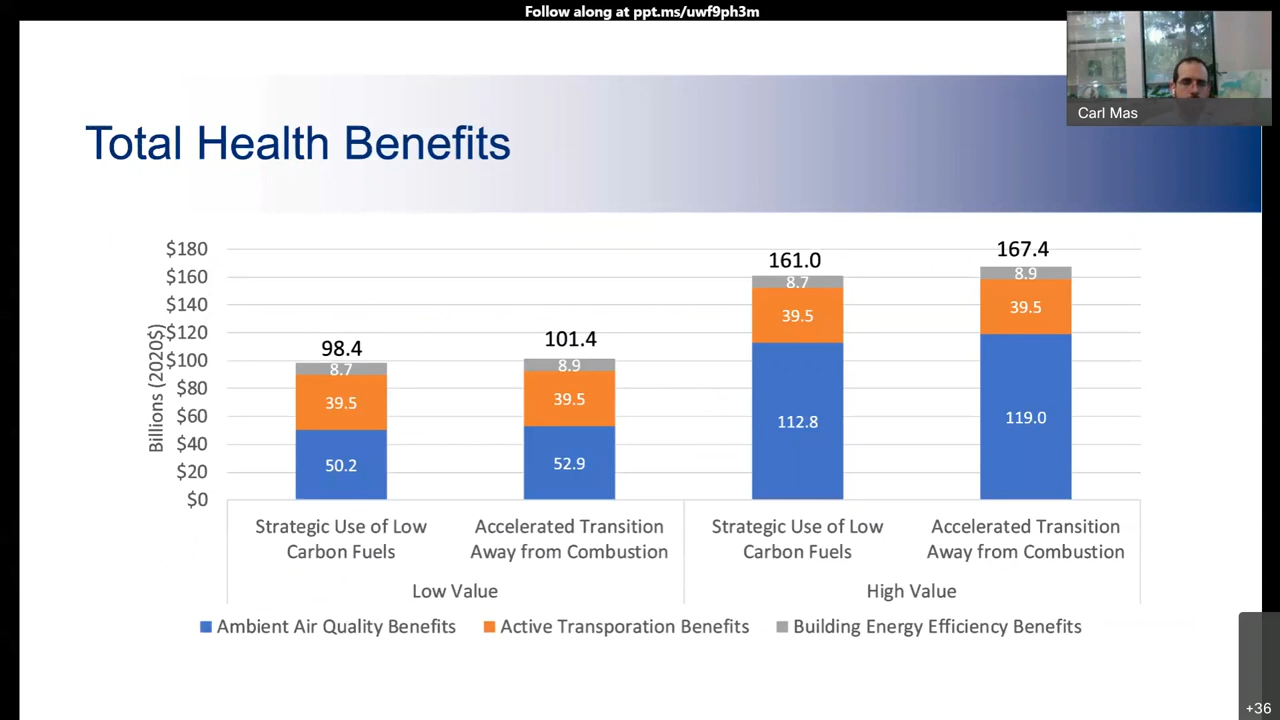 Follow along at ppt.ms/uwf9ph3m
Carl Mas
Total Health Benefits
Billions (2020$)
$180
$160
$140
$120
$100
$80
$60
$40
$20
$0
98.4
8.7
39.5
50.2
101.4
8.9
39.5
52.9
161.0
8.7
39.5
112.8
167.4
8.9
39.5
119.0
Strategic Use of Low
Carbon Fuels
Accelerated Transition
Away from Combustion
Strategic Use of Low
Carbon Fuels
Accelerated Transition
Away from Combustion
Low Value
High Value
Ambient Air Quality Benefits
Active Transporation Benefits
Building Energy Efficiency Benefits
+36